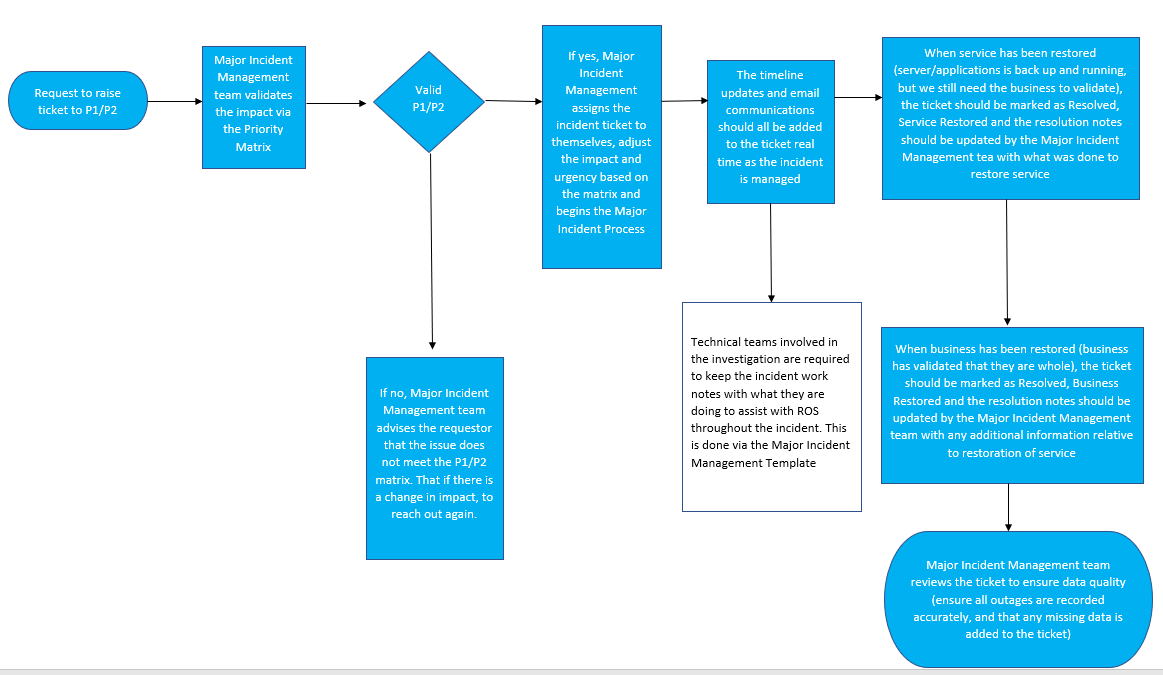 Request to raise
ticket to P1/P2
Major Incident
Management
team validates
the impact via
the Priority
Matrix
Valid
P1/P2
If yes, Major
Incident
Management
assigns the
incident ticket to
themselves, adjust
the impact and
urgency based on
the matrix and
begins the Major
Incident Process
The timeline
updates and email
communications
should all be added
to the ticket real
time as the incident
is managed
When service has been restored
(server/applications is back up and running,
but we still need the business to validate),
the ticket should be marked as Resolved,
Service Restored and the resolution notes
should be updated by the Major Incident
Management tea with what was done to
restore service
If no, Major Incident
Management team
advises the requestor
that the issue does
not meet the P1/P2
matrix. That if there is
a change in impact, to
reach out again.
Technical teams involved in
the investigation are required
to keep the incident work
notes with what they are
doing to assist with ROS
throughout the incident. This
is done via the Major Incident
Management Template
When business has been restored (business
has validated that they are whole), the ticket
should be marked as Resolved, Business
Restored and the resolution notes should be
updated by the Major Incident Management
team with any additional information relative
to restoration of service
Major Incident Management team
reviews the ticket to ensure data quality
(ensure all outages are recorded
accurately, and that any missing data is
added to the ticket)